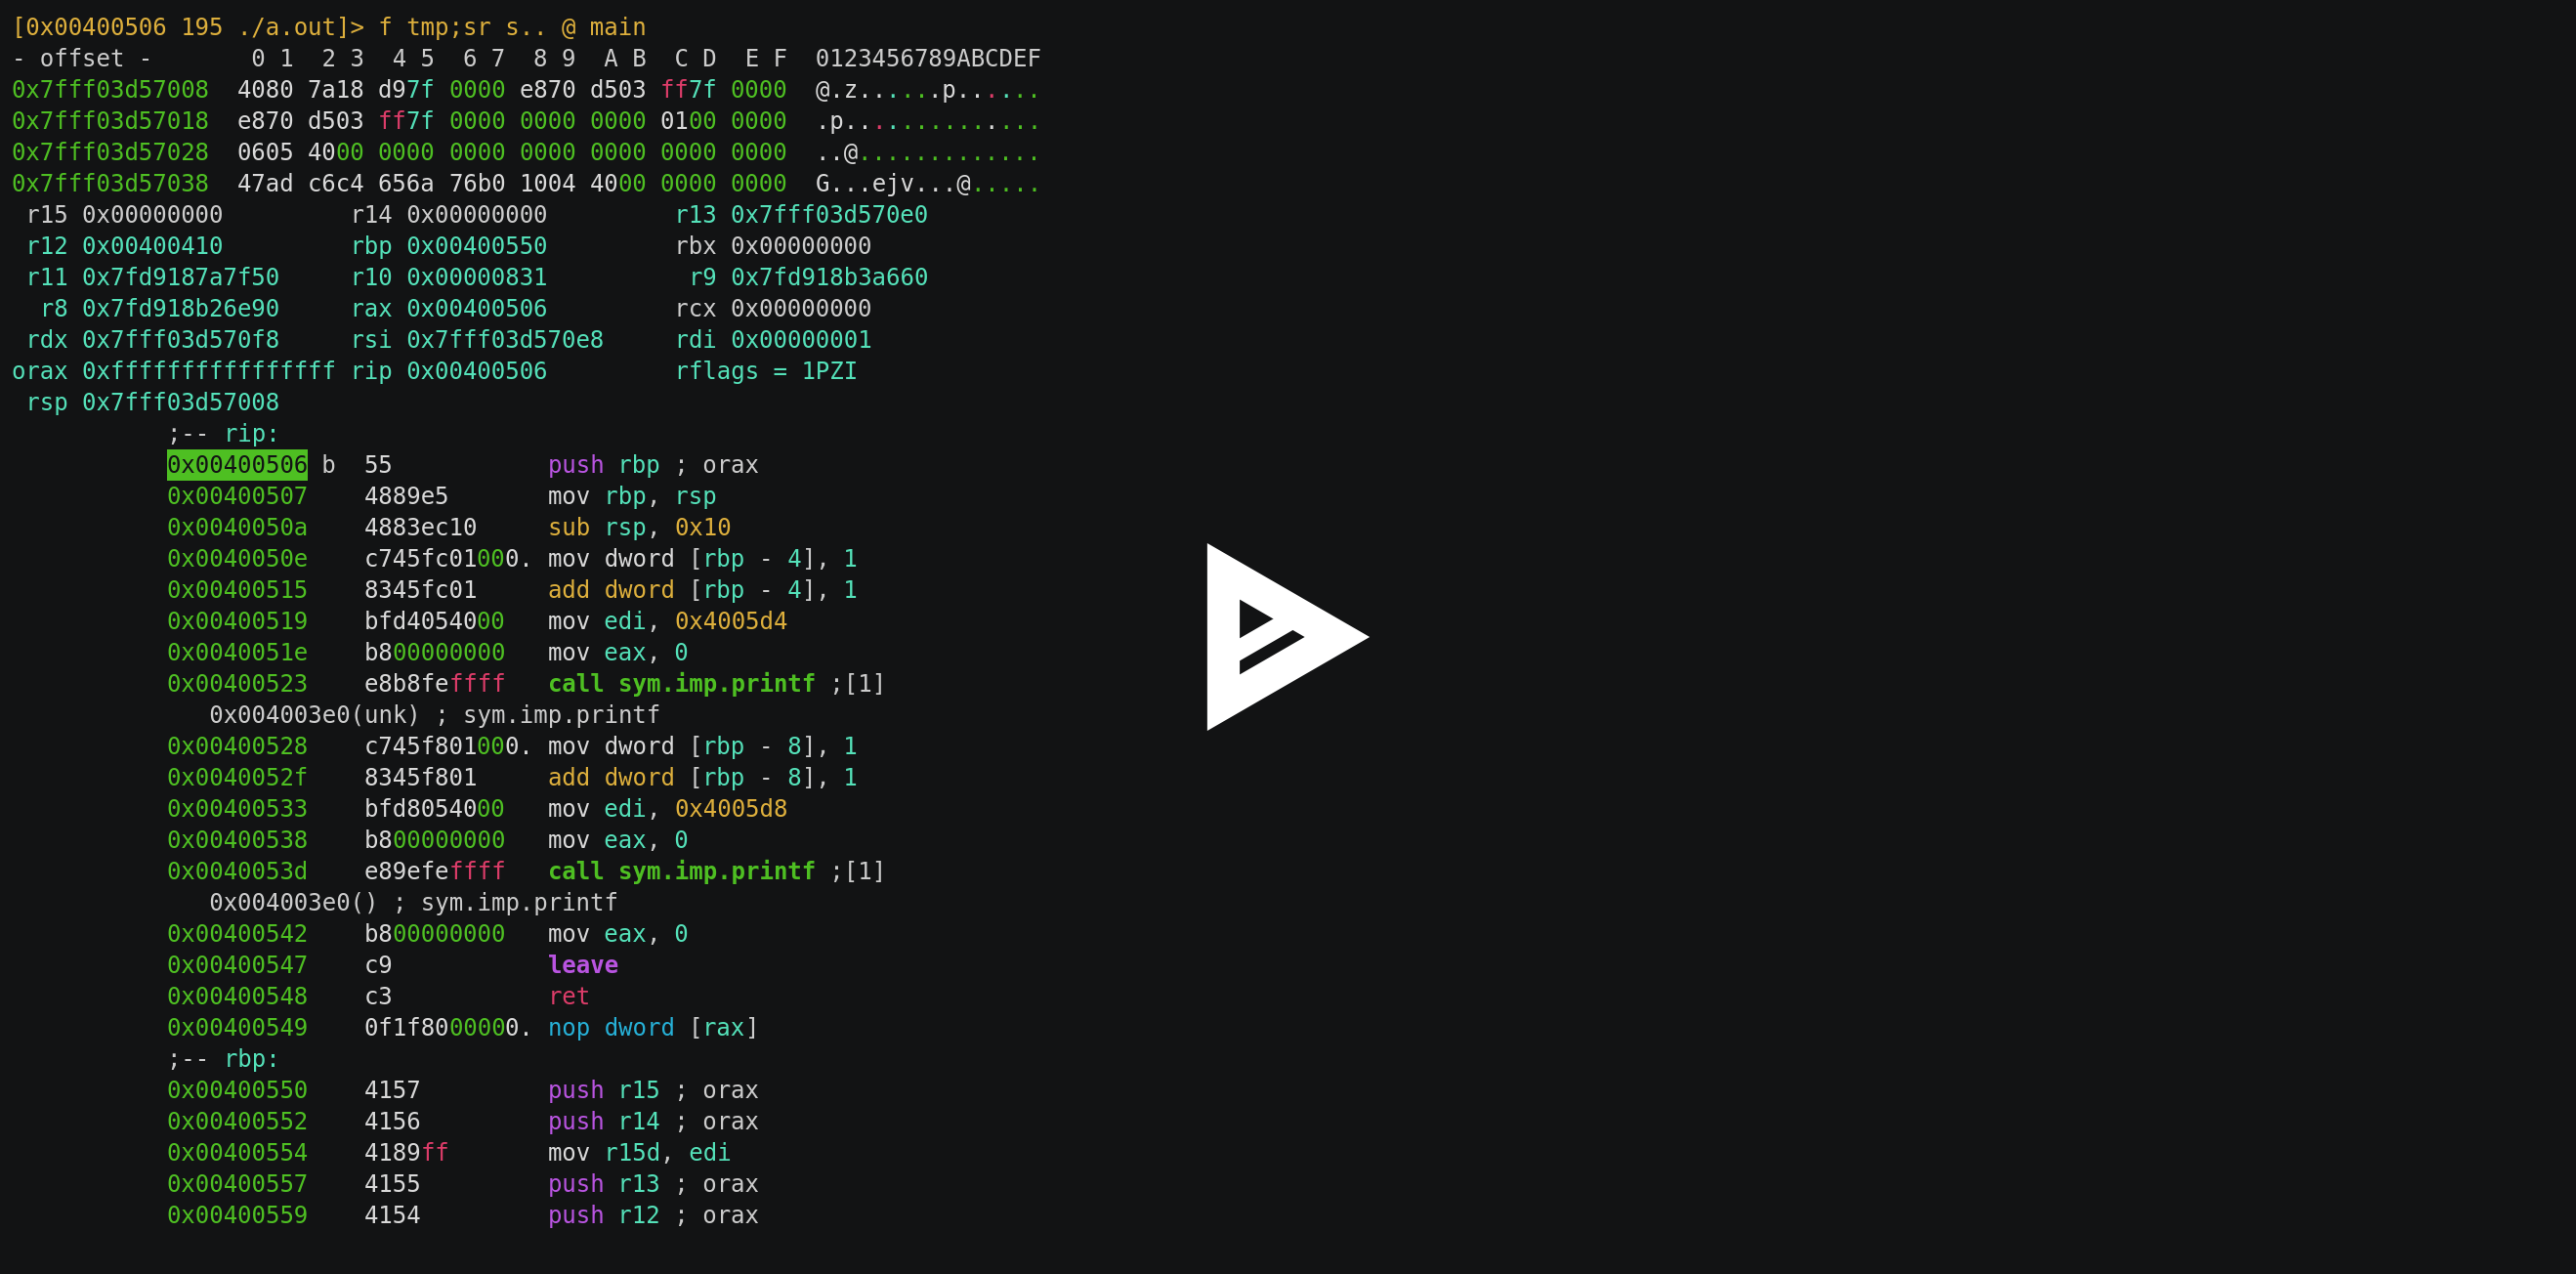 [0x00400506 195 ./a.out]> f tmp;sr s.. @ main
- offset -       0 1  2 3  4 5  6 7  8 9  A B  C D  E F  0123456789ABCDEF
0x7fff03d57008  4080 7a18 d97f 0000 e870 d503 ff7f 0000  @.z......p......
0x7fff03d57018  e870 d503 ff7f 0000 0000 0000 0100 0000  .p..............
0x7fff03d57028  0605 4000 0000 0000 0000 0000 0000 0000  ..@.............
0x7fff03d57038  47ad c6c4 656a 76b0 1004 4000 0000 0000  G...ejv...@.....
 r15 0x00000000         r14 0x00000000         r13 0x7fff03d570e0
 r12 0x00400410         rbp 0x00400550         rbx 0x00000000
 r11 0x7fd9187a7f50     r10 0x00000831          r9 0x7fd918b3a660
  r8 0x7fd918b26e90     rax 0x00400506         rcx 0x00000000
 rdx 0x7fff03d570f8     rsi 0x7fff03d570e8     rdi 0x00000001
orax 0xffffffffffffffff rip 0x00400506         rflags = 1PZI
 rsp 0x7fff03d57008
           ;-- rip:
           0x00400506 b  55           push rbp ; orax
           0x00400507    4889e5       mov rbp, rsp
           0x0040050a    4883ec10     sub rsp, 0x10
           0x0040050e    c745fc01000. mov dword [rbp - 4], 1
           0x00400515    8345fc01     add dword [rbp - 4], 1
           0x00400519    bfd4054000   mov edi, 0x4005d4
           0x0040051e    b800000000   mov eax, 0
           0x00400523    e8b8feffff   call sym.imp.printf ;[1]
              0x004003e0(unk) ; sym.imp.printf
           0x00400528    c745f801000. mov dword [rbp - 8], 1
           0x0040052f    8345f801     add dword [rbp - 8], 1
           0x00400533    bfd8054000   mov edi, 0x4005d8
           0x00400538    b800000000   mov eax, 0
           0x0040053d    e89efeffff   call sym.imp.printf ;[1]
              0x004003e0() ; sym.imp.printf
           0x00400542    b800000000   mov eax, 0
           0x00400547    c9           leave
           0x00400548    c3           ret
           0x00400549    0f1f8000000. nop dword [rax]
           ;-- rbp:
           0x00400550    4157         push r15 ; orax
           0x00400552    4156         push r14 ; orax
           0x00400554    4189ff       mov r15d, edi
           0x00400557    4155         push r13 ; orax
           0x00400559    4154         push r12 ; orax